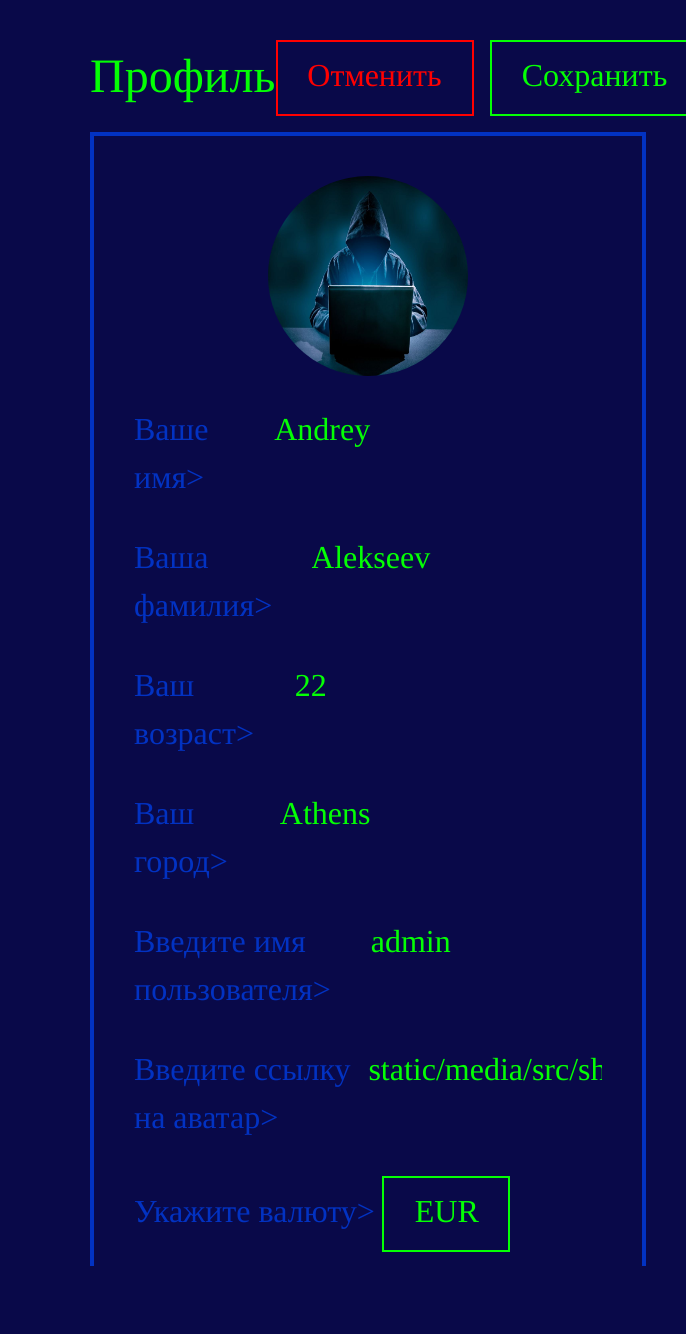 Профиль Отменить Сохранить
Ваше Andrey
имя>
Ваша Alekseev
фамилия>
Ваш 22
возраст>
Ваш Athens
город>
Введите имя admin
пользователя>
Введите ссылку static/media/src/sh
на аватар>
Укажите валюту> EUR